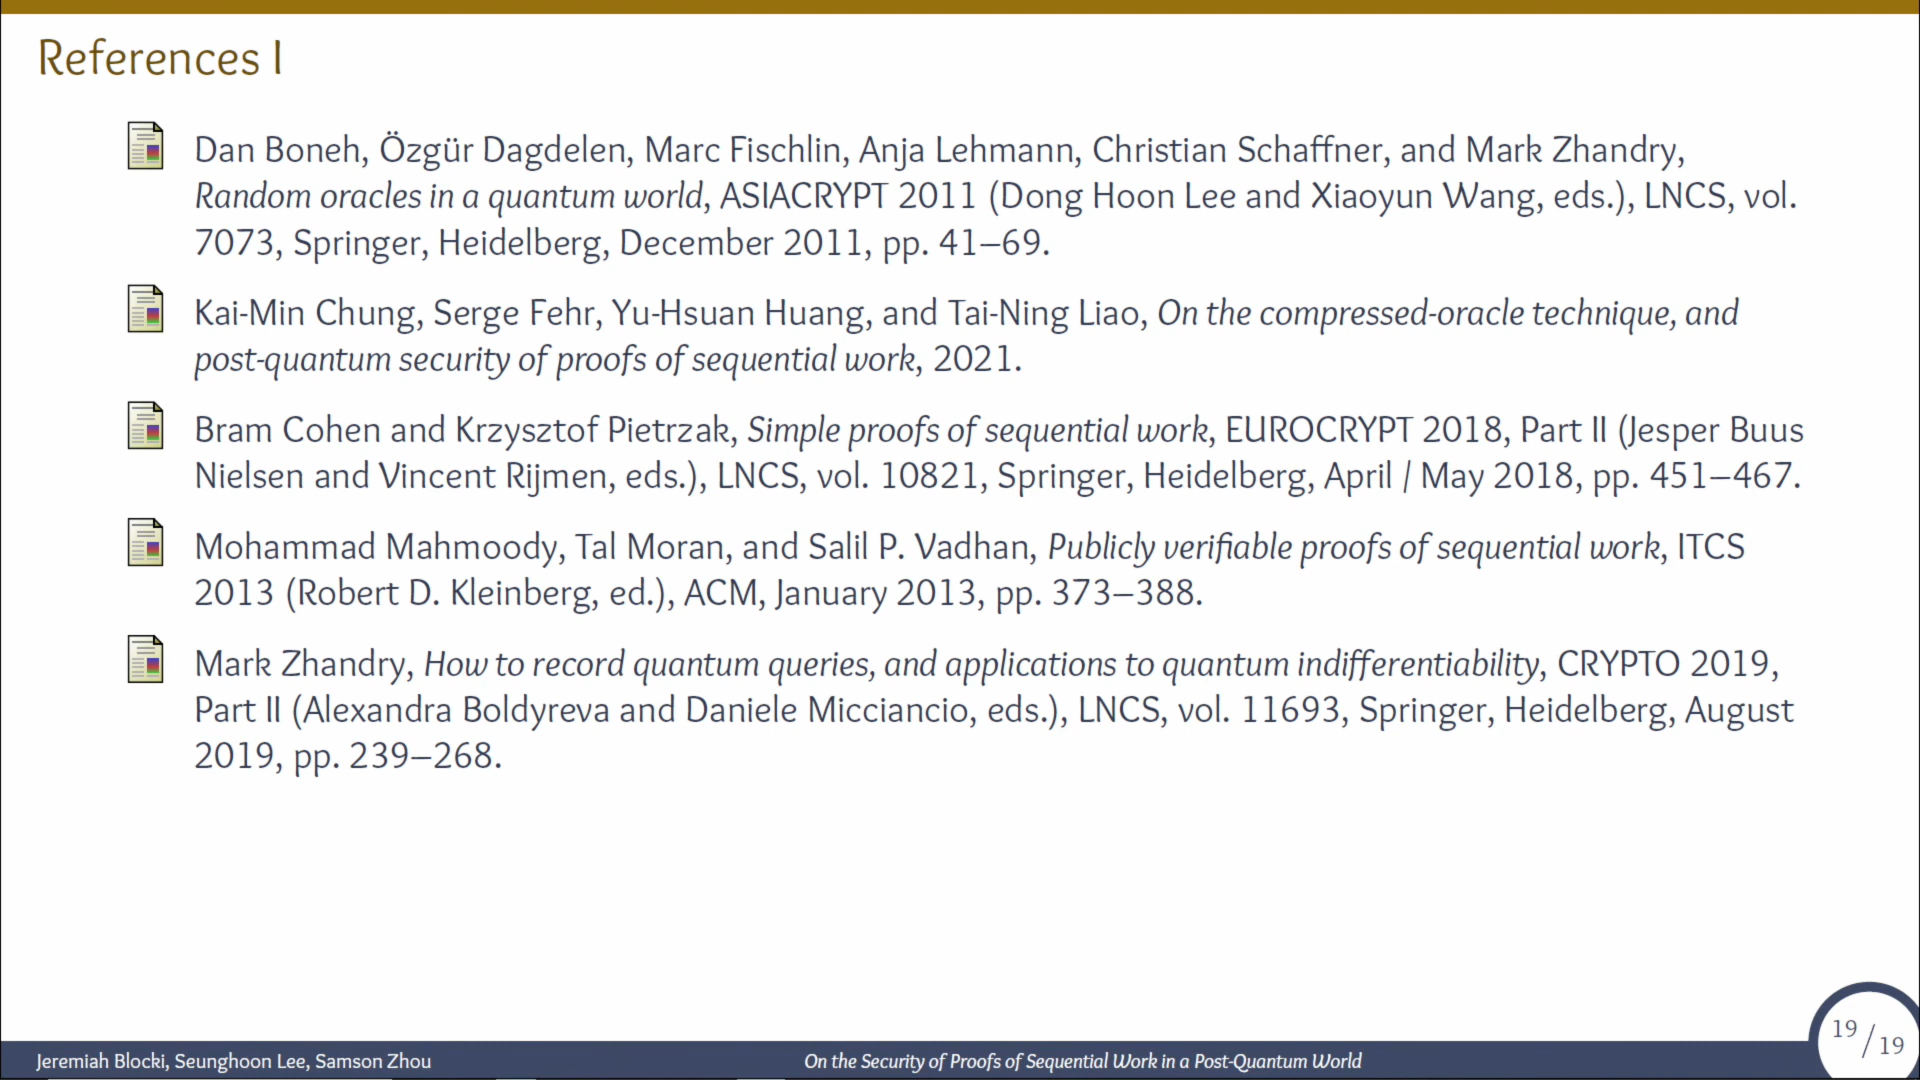 References I
Dan Boneh, Özgür Dagdelen, Marc Fischlin, Anja Lehmann, Christian Schaffner, and Mark Zhandry,
Random oracles in a quantum world, ASIACRYPT 2011 (Dong Hoon Lee and Xiaoyun Wang, eds.), LNCS, vol.
7073, Springer, Heidelberg, December 2011, pp. 41–69.
Kai-Min Chung, Serge Fehr, Yu-Hsuan Huang, and Tai-Ning Liao, On the compressed-oracle technique, and
post-quantum security of proofs of sequential work, 2021.
Bram Cohen and Krzysztof Pietrzak, Simple proofs of sequential work, EUROCRYPT 2018, Part II (Jesper Buus
Nielsen and Vincent Rijmen, eds.), LNCS, vol. 10821, Springer, Heidelberg, April / May 2018, pp. 451–467.
Mohammad Mahmoody, Tal Moran, and Salil P. Vadhan, Publicly verifiable proofs of sequential work, ITCS
2013 (Robert D. Kleinberg, ed.), ACM, January 2013, pp. 373–388.
Mark Zhandry, How to record quantum queries, and applications to quantum indifferentiability, CRYPTO 2019,
Part II (Alexandra Boldyreva and Daniele Micciancio, eds.), LNCS, vol. 11693, Springer, Heidelberg, August
2019, pp. 239–268.
19 / 19
Jeremiah Blocki, Seunghoon Lee, Samson Zhou
On the Security of Proofs of Sequential Work in a Post-Quantum World